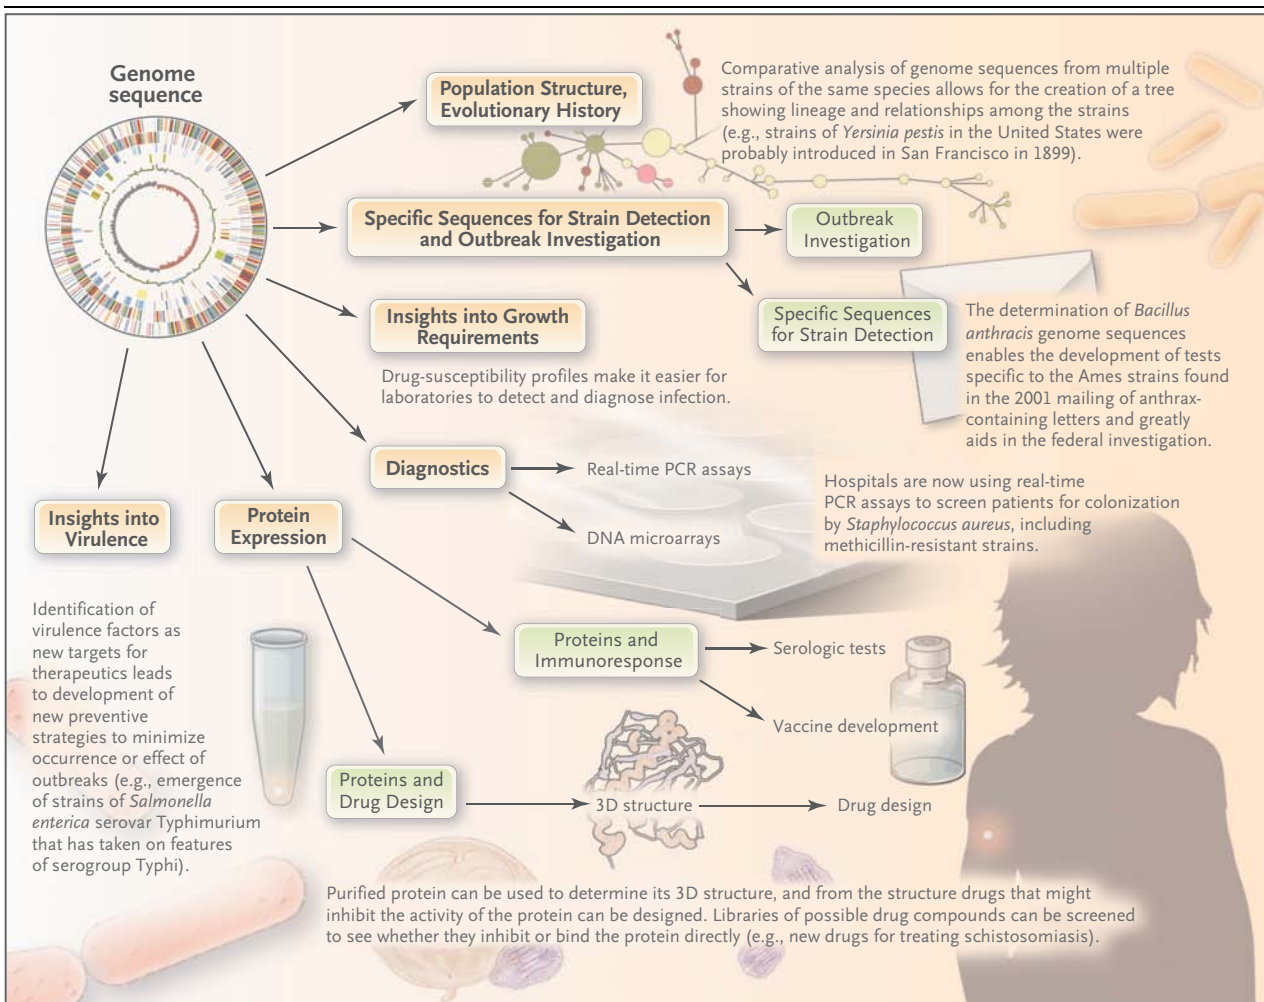 Genome
sequence
Population Structure,
Evolutionary History
Comparative analysis of genome sequences from multiple
strains of the same species allows for the creation of a tree
showing lineage and relationships among the strains
(e.g., strains of Yersinia pestis in the United States were
probably introduced in San Francisco in 1899).
Specific Sequences for Strain Detection
and Outbreak Investigation
Outbreak
Investigation
Specific Sequences
for Strain Detection
The determination of Bacillus
anthracis genome sequences
enables the development of tests
specific to the Ames strains found
in the 2001 mailing of anthrax-
containing letters and greatly
aids in the federal investigation.
Insights into Growth
Requirements
Drug-susceptibility profiles make it easier for
laboratories to detect and diagnose infection.
Diagnostics
Real-time PCR assays
DNA microarrays
Hospitals are now using real-time
PCR assays to screen patients for colonization
by Staphylococcus aureus, including
methicillin-resistant strains.
Insights into
Virulence
Protein
Expression
Identification of
virulence factors as
new targets for
therapeutics leads
to development of
new preventive
strategies to minimize
occurrence or effect of
outbreaks (e.g., emergence
of strains of Salmonella
enterica serovar Typhimurium
that has taken on features
of serogroup Typhi).
Proteins and
Immunoresponse
Serologic tests
Vaccine development
Proteins and
Drug Design
3D structure
Drug design
Purified protein can be used to determine its 3D structure, and from the structure drugs that might
inhibit the activity of the protein can be designed. Libraries of possible drug compounds can be screened
to see whether they inhibit or bind the protein directly (e.g., new drugs for treating schistosomiasis).